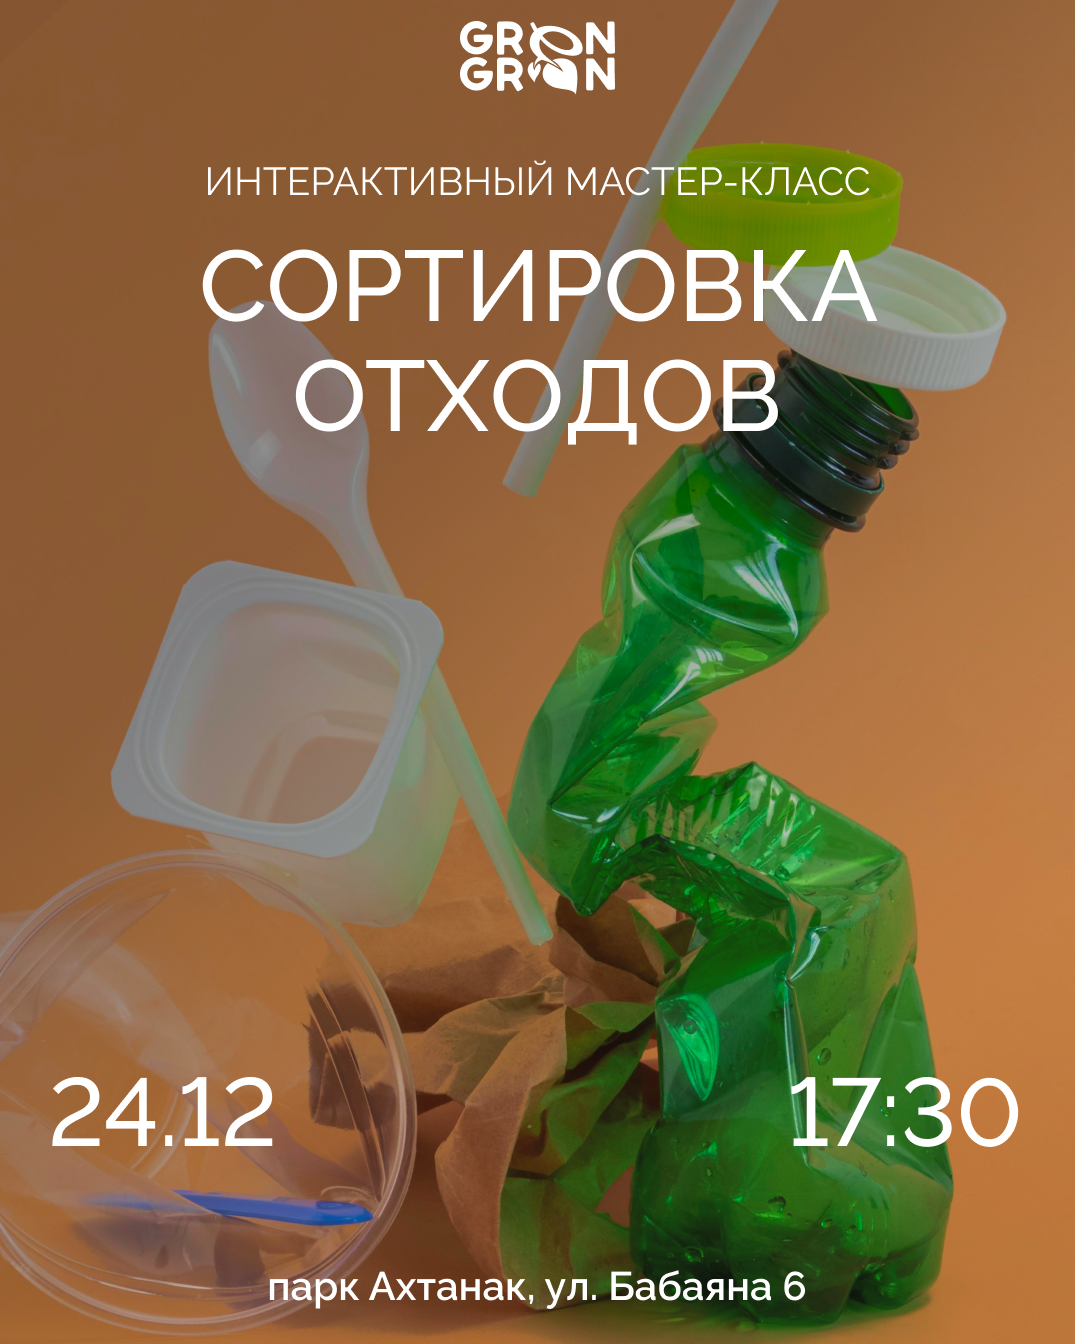 GRON
GRON
ИНТЕРАКТИВНЫЙ МАСТЕР-КЛАСС
СОРТИРОВКА
ОТХОДОВ
24.12
17:30
парк Ахтанак, ул. Бабаяна 6